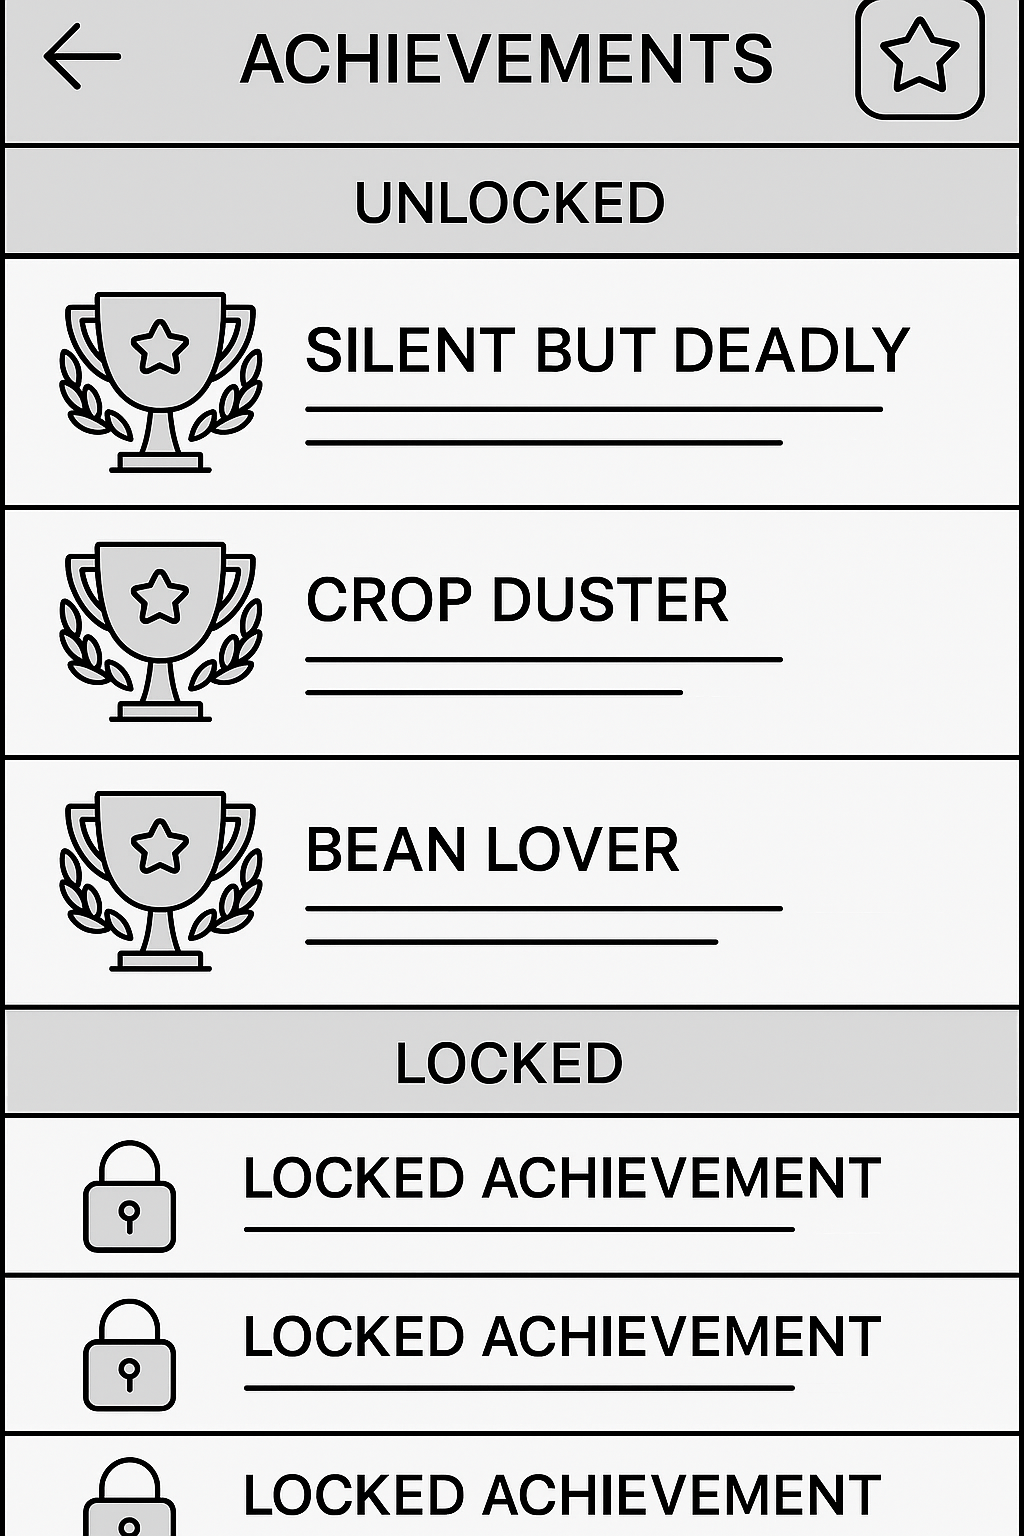 ACHIEVEMENTS
UNLOCKED
SILENT BUT DEADLY
CROP DUSTER
BEAN LOVER
LOCKED
LOCKED ACHIEVEMENT
LOCKED ACHIEVEMENT
LOCKED ACHIEVEMENT